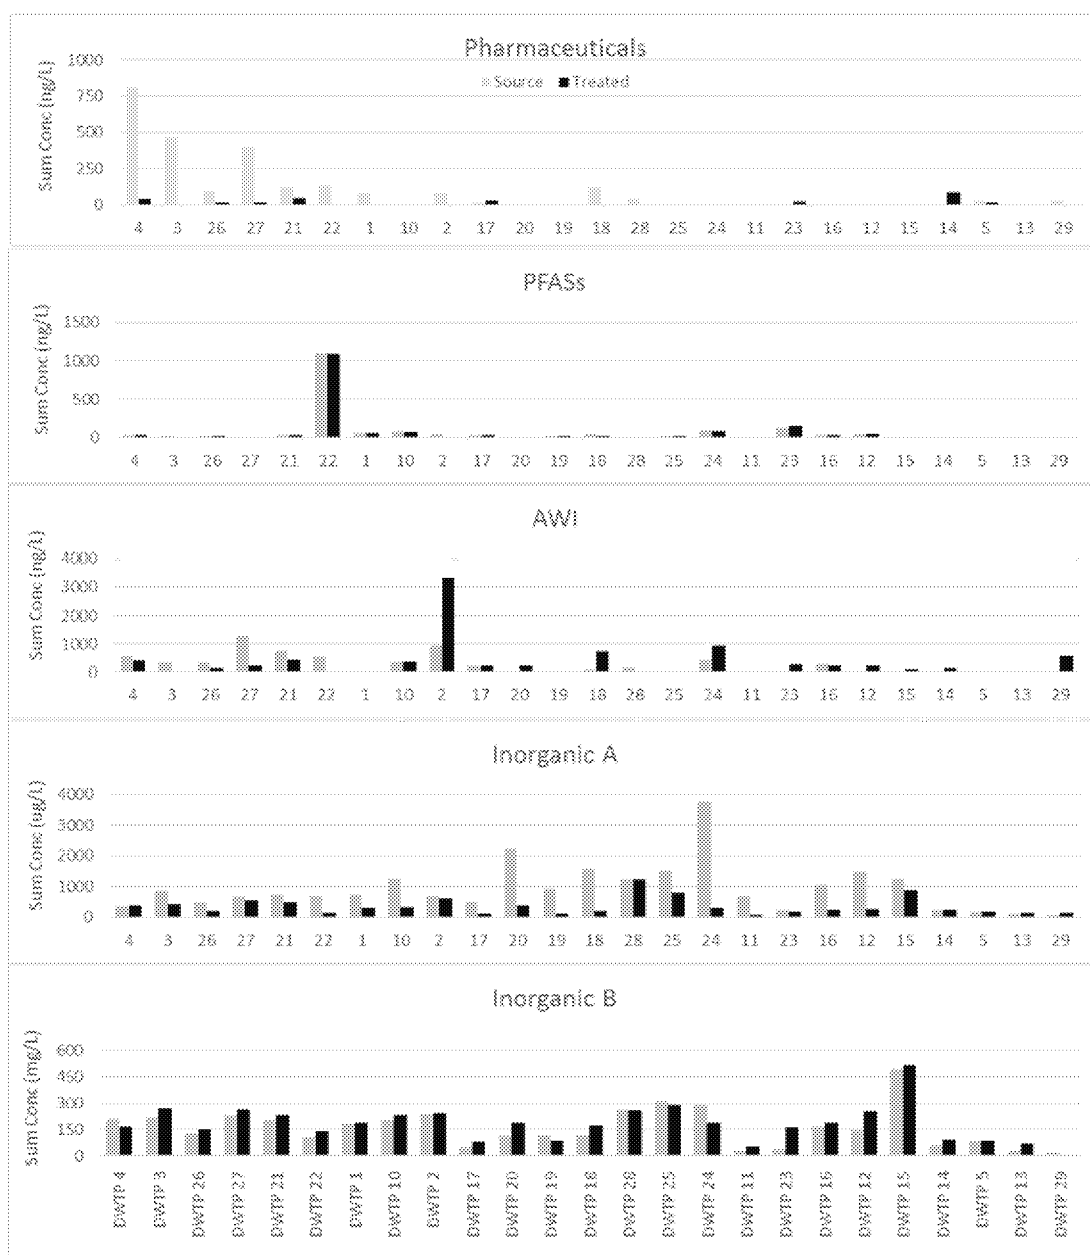 Pharmaceuticals
Source Treated
Sum Conc (ng/L)
1000
750
500
250
0
4 3 26 27 21 22 1 10 2 17 20 19 18 28 25 24 11 23 16 12 15 14 5 13 29
PFASs
Sum Conc (ng/L)
1500
1000
500
0
4 3 26 27 21 22 1 10 2 17 20 19 18 28 25 24 11 23 16 12 15 14 5 13 29
AWI
Sum Conc (ng/L)
4000
3000
2000
1000
0
4 3 26 27 21 22 1 10 2 17 20 19 18 28 25 24 11 23 16 12 15 14 5 13 29
Inorganic A
Sum Conc (ug/L)
4000
3000
2000
1000
0
4 3 26 27 21 22 1 10 2 17 20 19 18 28 25 24 11 23 16 12 15 14 5 13 29
Inorganic B
Sum Conc (mg/L)
600
450
300
150
0
DWTP 4
DWTP 3
DWTP 26
DWTP 27
DWTP 21
DWTP 22
DWTP 1
DWTP 10
DWTP 2
DWTP 17
DWTP 20
DWTP 19
DWTP 18
DWTP 28
DWTP 25
DWTP 24
DWTP 11
DWTP 23
DWTP 16
DWTP 12
DWTP 15
DWTP 14
DWTP 5
DWTP 13
DWTP 29